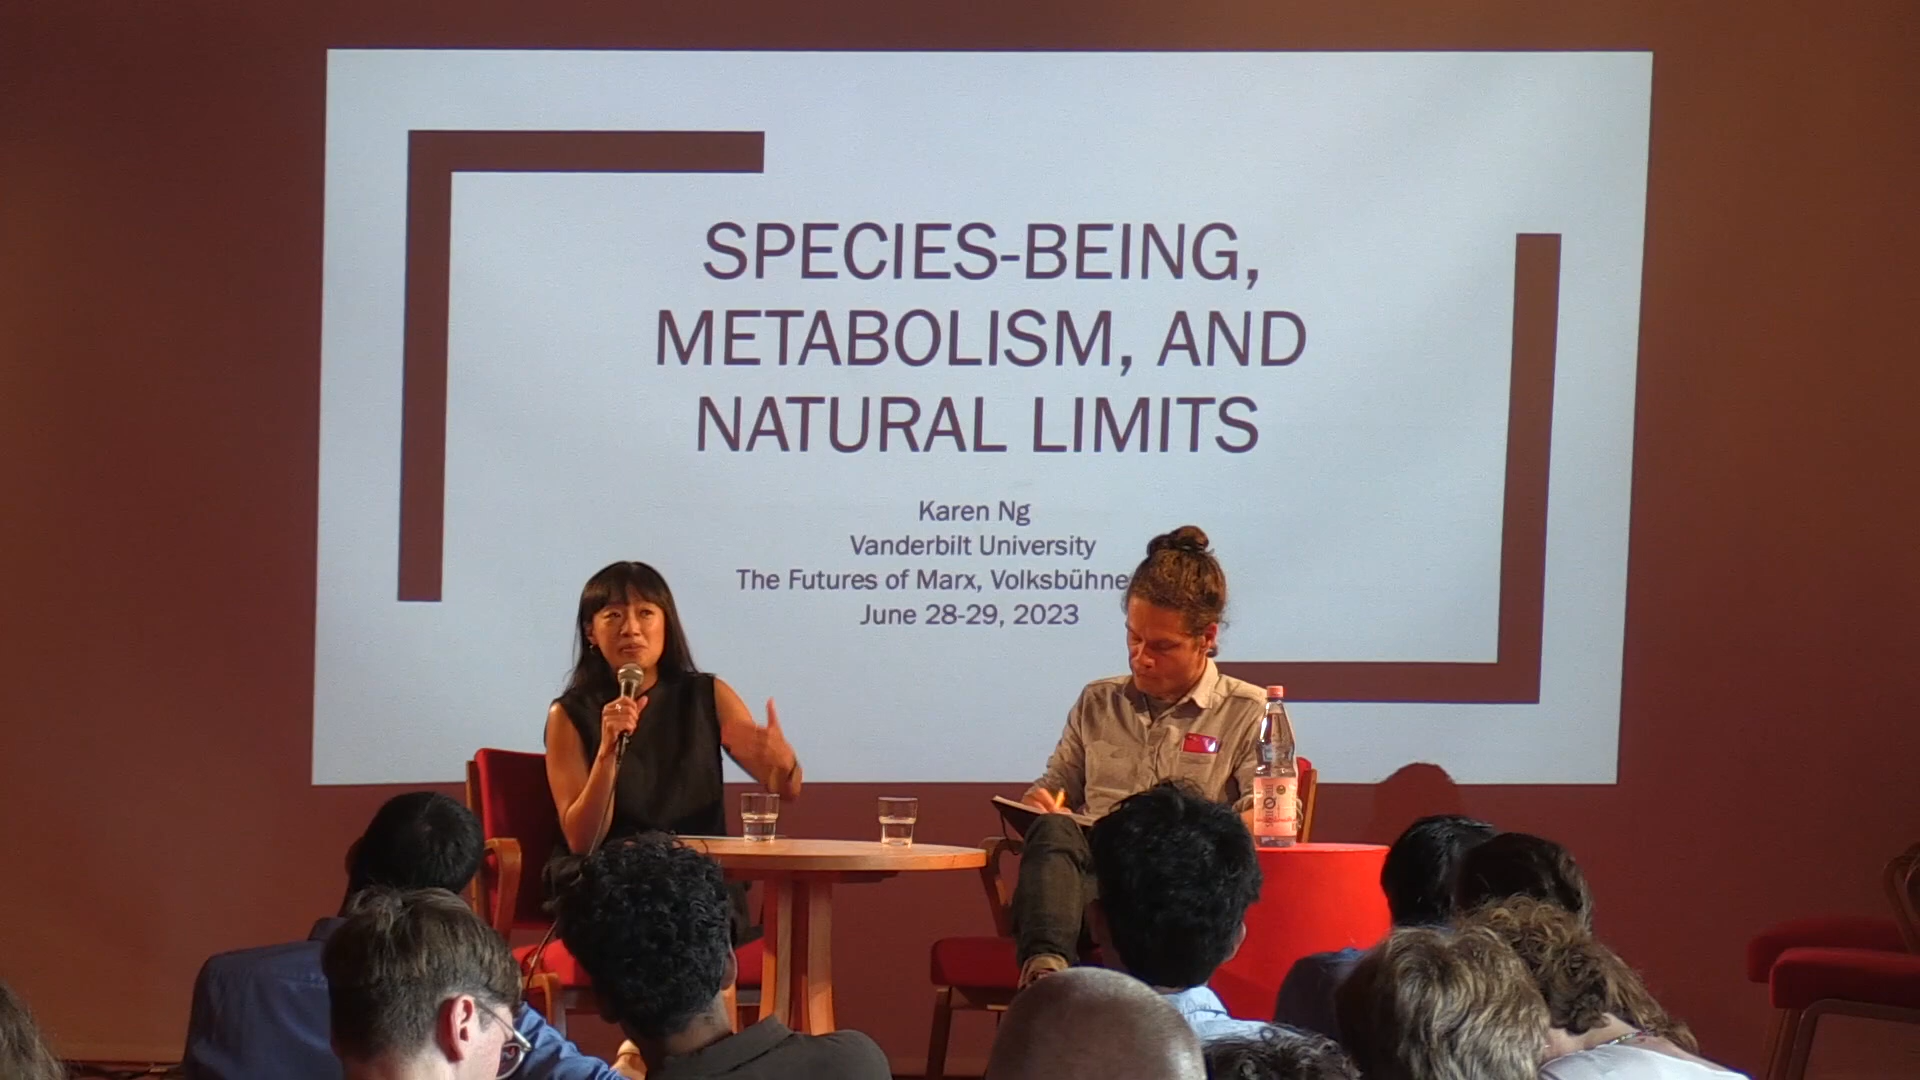 SPECIES-BEING,
METABOLISM, AND
NATURAL LIMITS
Karen Ng
Vanderbilt University
The Futures of Marx, Volksbühne
June 28-29, 2023